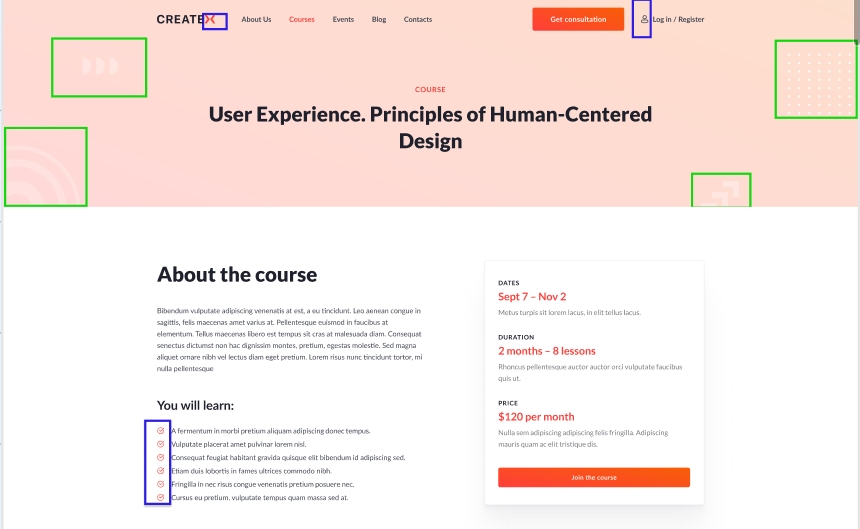 CREATEX
About Us Courses Events Blog Contacts
Get consultation
Log in / Register
COURSE
User Experience. Principles of Human-Centered
Design
About the course
Bibendum vulputate adipiscing venenatis at est, a eu tincidunt. Leo aenean congue in
sagittis, felis maecenas amet varius at. Pellentesque euismod in faucibus at
elementum. Tellus maecenas libero est tempus sit cras at malesuada diam. Consequat
senectus dictumst non hac dignissim montes, pretium, egestas molestie. Sed magna
aliquet ornare nibh vel lectus diam eget pretium. Lorem risus nunc tincidunt tortor, mi
nulla pellentesque
You will learn:
A fermentum in morbi pretium aliquam adipiscing donec tempus.
Vulputate placerat amet pulvinar lorem nisl.
Consequat feugiat habitant gravida quisque elit bibendum id adipiscing sed.
Etiam duis lobortis in fames ultrices commodo nibh.
Fringilla in nec risus congue venenatis pretium posuere nec.
Cursus eu pretium, vulputate tempus quam massa sed at.
DATES
Sept 7 – Nov 2
Metus turpis sit lorem lacus, in elit tellus lacus.
DURATION
2 months – 8 lessons
Rhoncus pellentesque auctor auctor orci vulputate faucibus
quis ut.
PRICE
$120 per month
Nulla sem adipiscing adipiscing felis fringilla. Adipiscing
mauris quam ac elit tristique dis.
Join the course